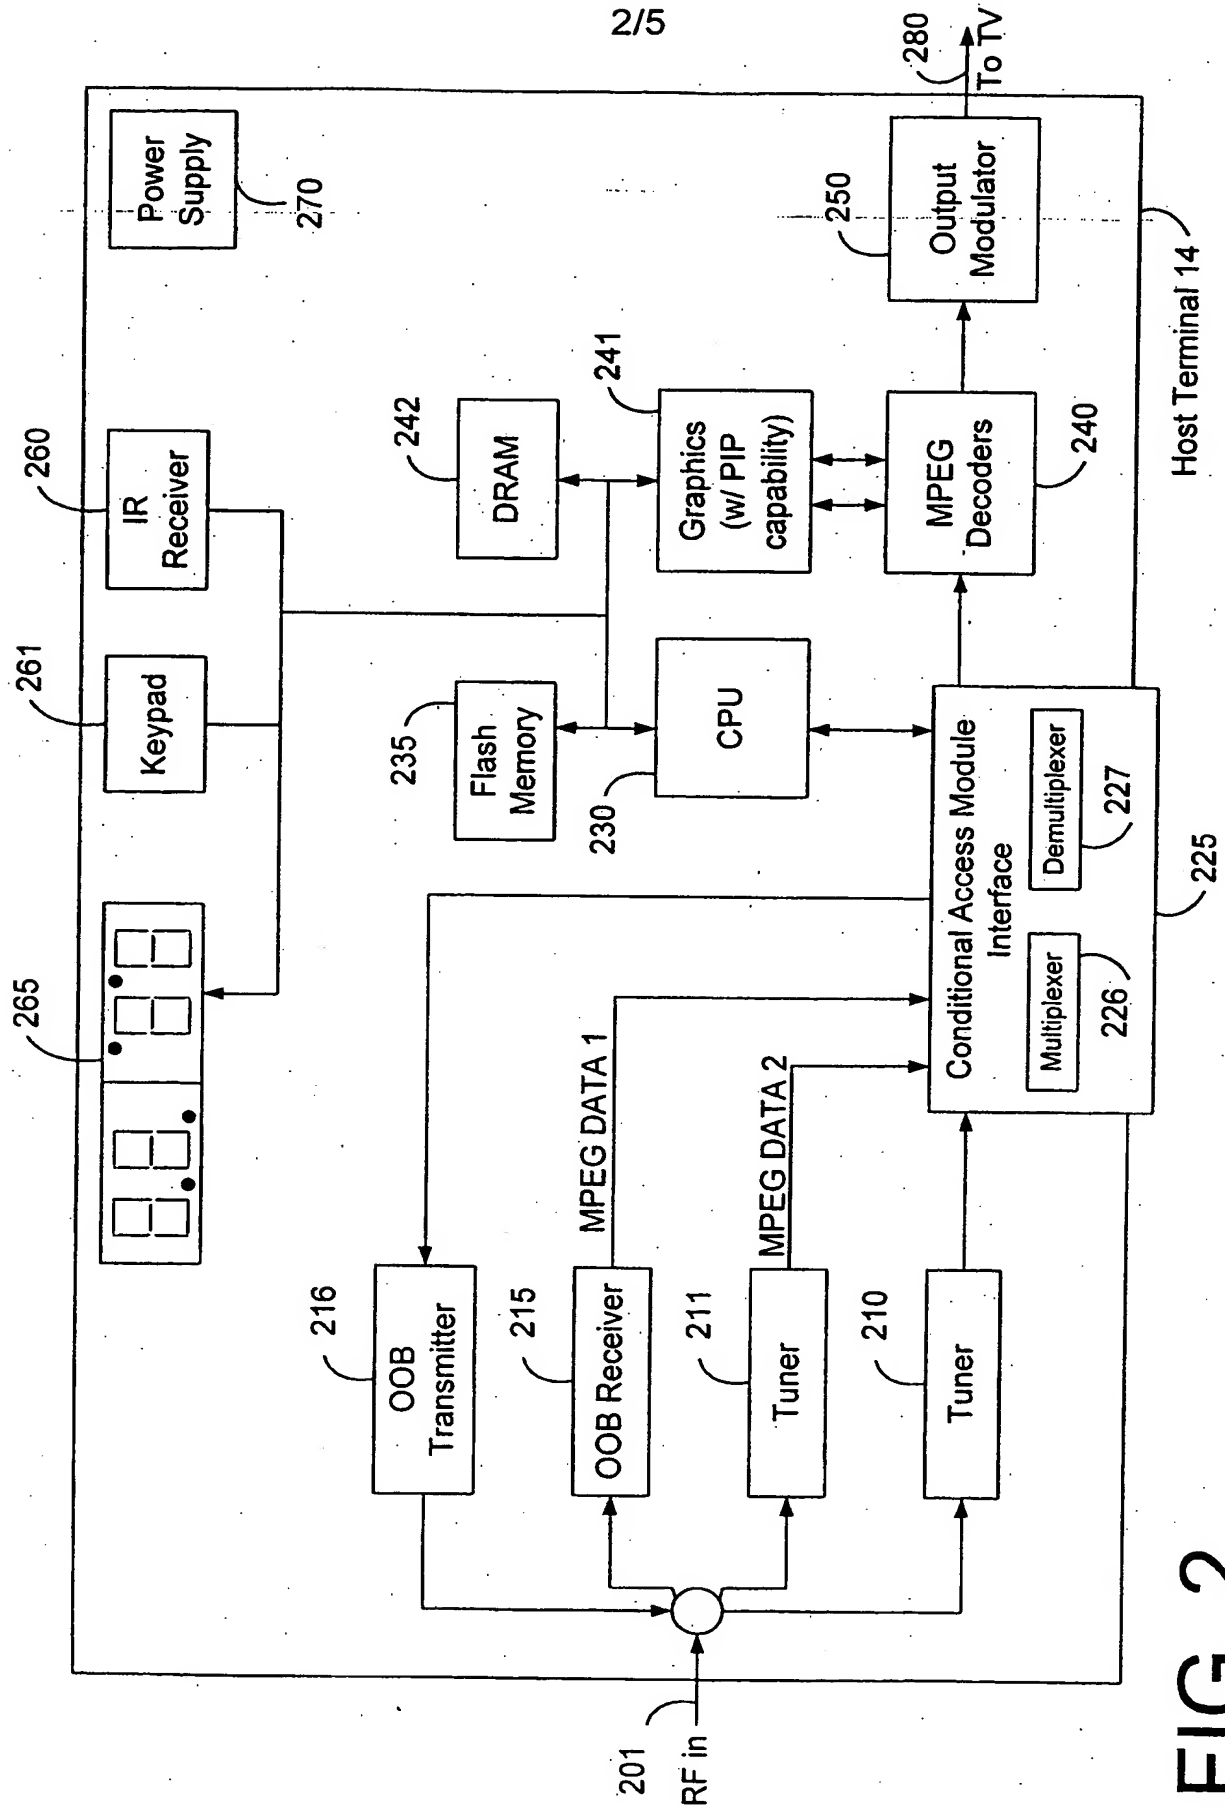 2/5
265
261
Keypad
260
IR
Receiver
Power
Supply
270
216
OOB
Transmitter
215
OOB Receiver
MPEG DATA 1
211
Tuner
MPEG DATA 2
210
Tuner
201
RF in
235
Flash
Memory
242
DRAM
230
CPU
241
Graphics
(w/ PIP
capability)
Conditional Access Module
Interface
Multiplexer
226
Demultiplexer
227
225
MPEG
Decoders
240
250
Output
Modulator
280
To TV
Host Terminal 14
FIG. 2